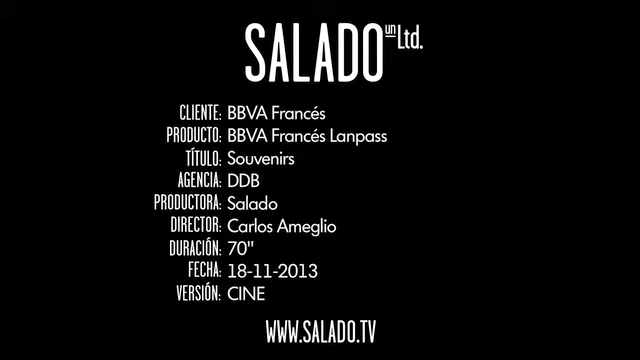 SALADO un Ltd.
CLIENTE: BBVA Francés
PRODUCTO: BBVA Francés Lanpass
TÍTULO: Souvenirs
AGENCIA: DDB
PRODUCTORA: Salado
DIRECTOR: Carlos Ameglio
DURACIÓN: 70"
FECHA: 18-11-2013
VERSIÓN: CINE
WWW.SALADO.TV